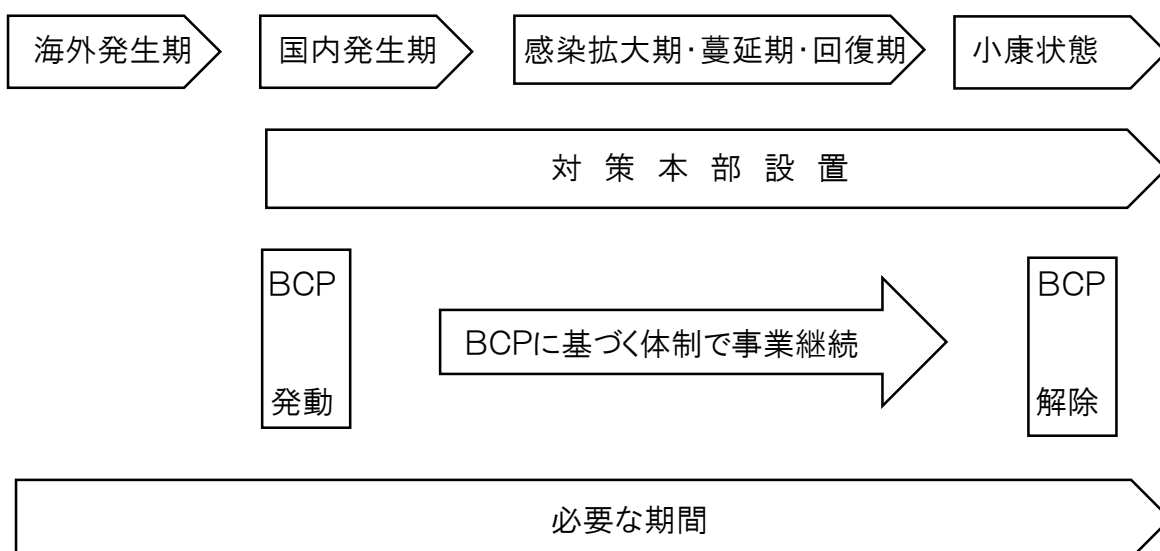 海外発生期
国内発生期
感染拡大期・蔓延期・回復期
小康状態
対策本部設置
BCP
発動
BCPに基づく体制で事業継続
BCP
解除
必要な期間